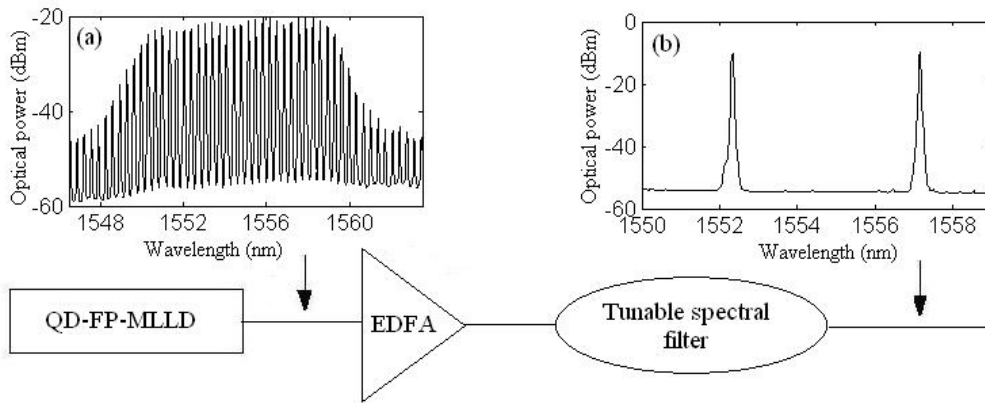 (a)
Optical power (dBm)
-20
-40
-60
1548 1552 1556 1560
Wavelength (nm)
(b)
Optical power (dBm)
0
-20
-40
-60
1550 1552 1554 1556 1558
Wavelength (nm)
QD-FP-MLLD
EDFA
Tunable spectral
filter